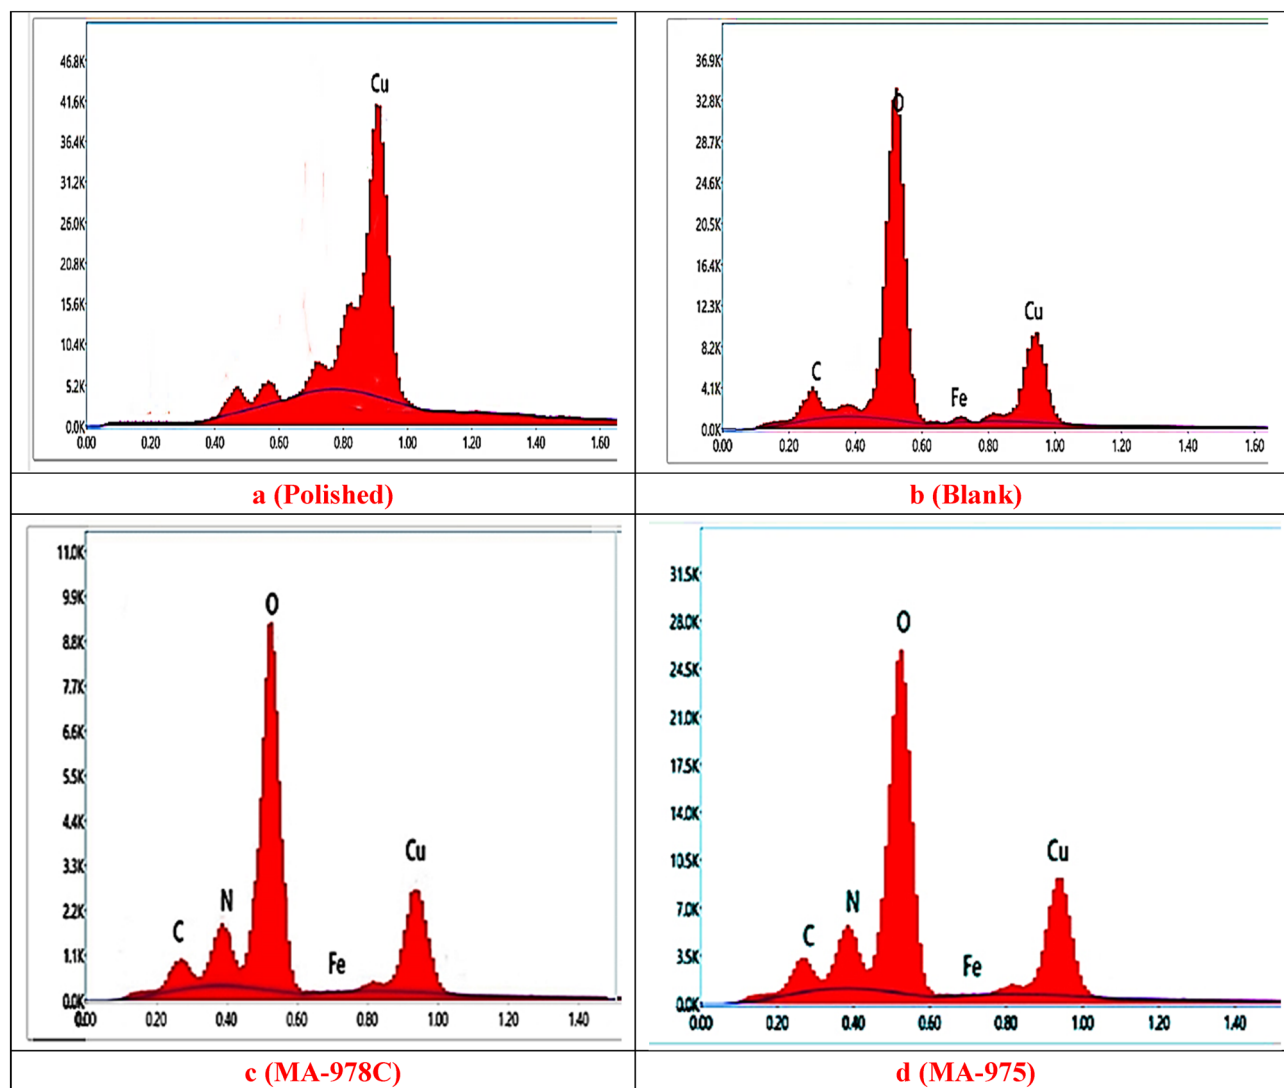 46.8K
41.6K
36.4K
31.2K
26.0K
20.8K
15.6K
10.4K
5.2K
0.0K
Cu
0.00 0.20 0.40 0.60 0.80 1.00 1.20 1.40 1.60
a (Polished)
36.9K
32.8K
28.7K
24.6K
20.5K
16.4K
12.3K
8.2K
4.1K
0.0K
C
Fe
Cu
0.00 0.20 0.40 0.60 0.80 1.00 1.20 1.40 1.60
b (Blank)
11.0K
9.9K
8.8K
7.7K
6.6K
5.5K
4.4K
3.3K
2.2K
1.1K
0.0K
C
N
O
Fe
Cu
0.00 0.20 0.40 0.60 0.80 1.00 1.20 1.40
c (MA-978C)
31.5K
28.0K
24.5K
21.0K
17.5K
14.0K
10.5K
7.0K
3.5K
0.0K
C
N
O
Fe
Cu
0.00 0.20 0.40 0.60 0.80 1.00 1.20 1.40
d (MA-975)